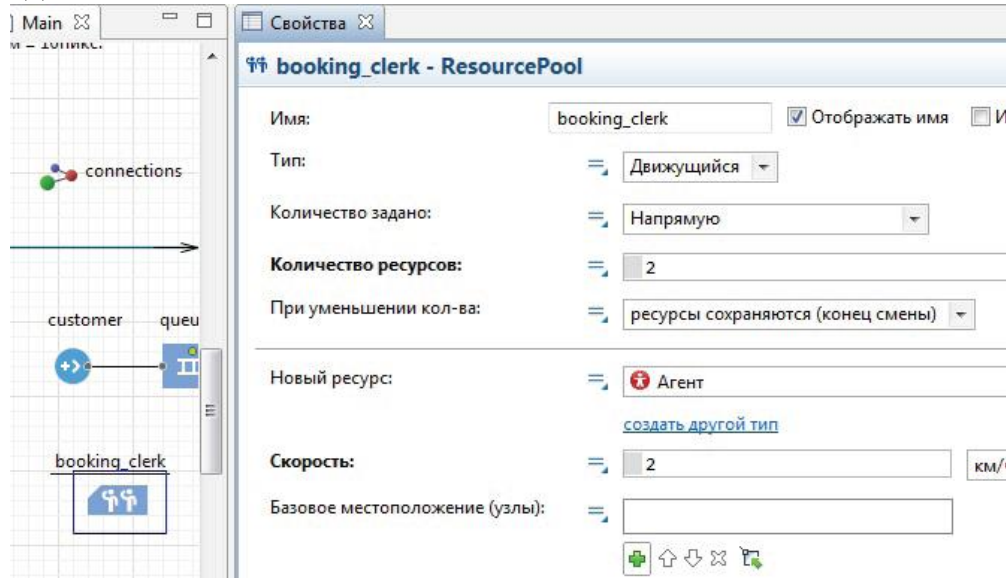 Main
Свойства
booking_clerk - ResourcePool
Имя:
booking_clerk
Отображать имя
И
connections
Тип:
Движущийся
Количество задано:
Напрямую
Количество ресурсов:
2
customer
queu
При уменьшении кол-ва:
ресурсы сохраняются (конец смены)
Новый ресурс:
Агент
создать другой тип
booking_clerk
Скорость:
2
км/
Базовое местоположение (узлы):